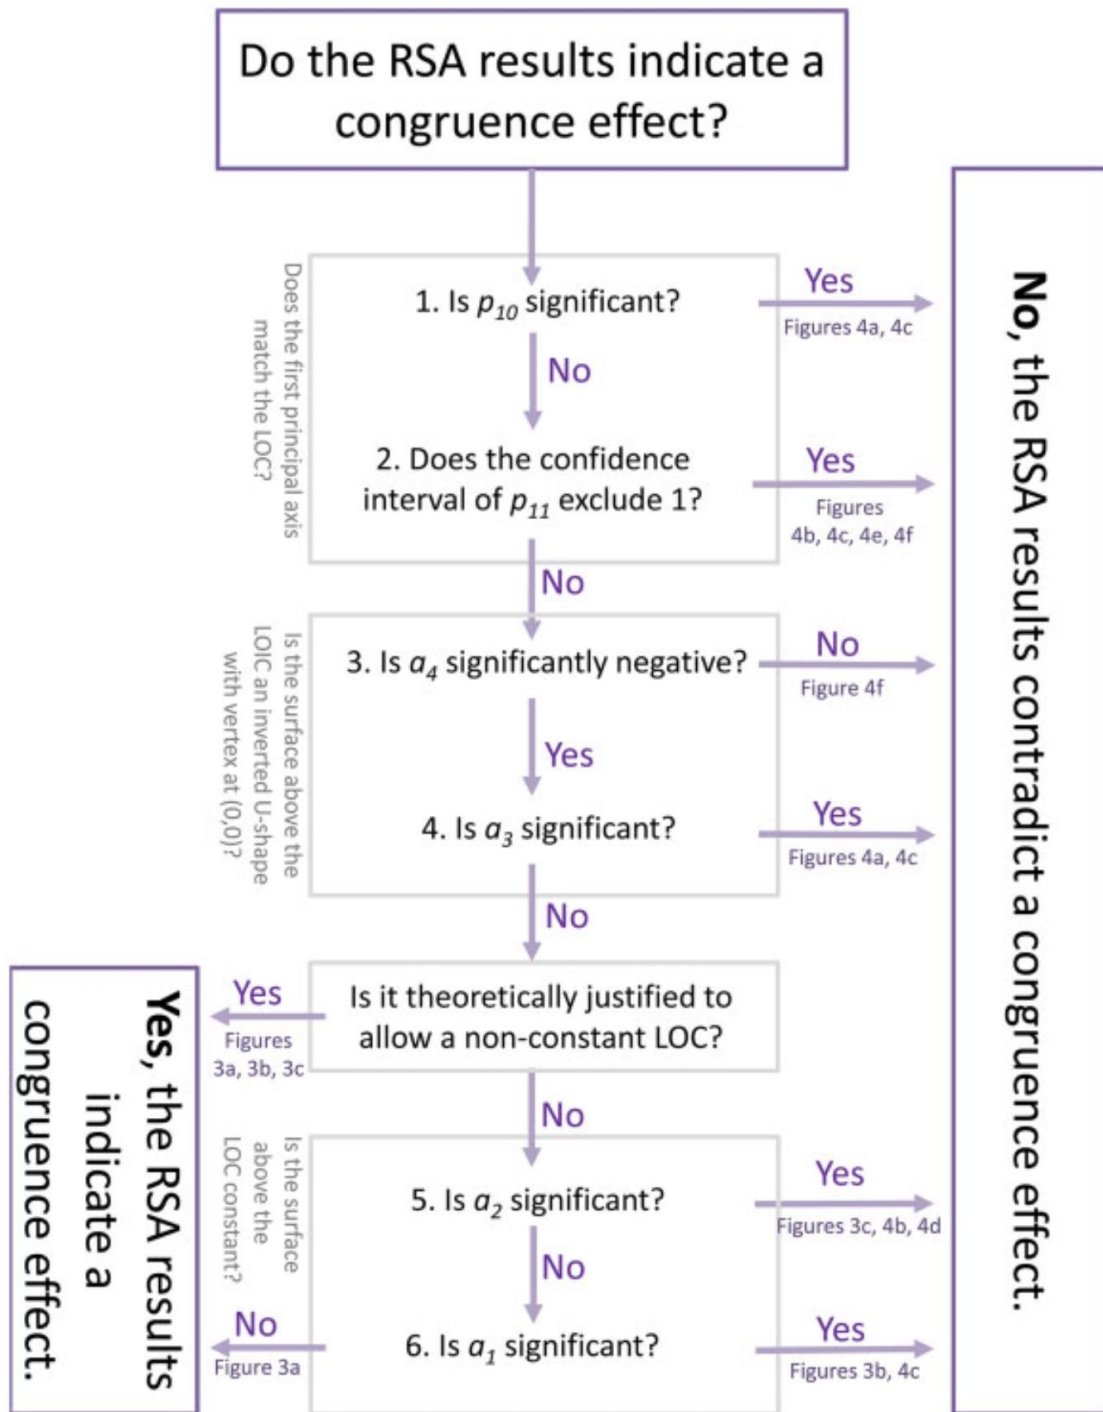 Do the RSA results indicate a
congruence effect?
Does the first principal axis
match the LOC?
1. Is p10 significant?
Yes
Figures 4a, 4c
No
2. Does the confidence
interval of p11 exclude 1?
Yes
Figures
4b, 4c, 4e, 4f
No
Is the surface above the
LOIC an inverted U-shape
with vertex at (0,0)?
3. Is a4 significantly negative?
No
Figure 4f
Yes
4. Is a3 significant?
Yes
Figures 4a, 4c
No
Is it theoretically justified to
allow a non-constant LOC?
Yes
Figures
3a, 3b, 3c
No
Is the surface
above the
LOC constant?
5. Is a2 significant?
Yes
Figures 3c, 4b, 4d
No
6. Is a1 significant?
Yes
Figures 3b, 4c
No
Figure 3a
Yes, the RSA results
indicate a
congruence effect.
No, the RSA results contradict a congruence effect.